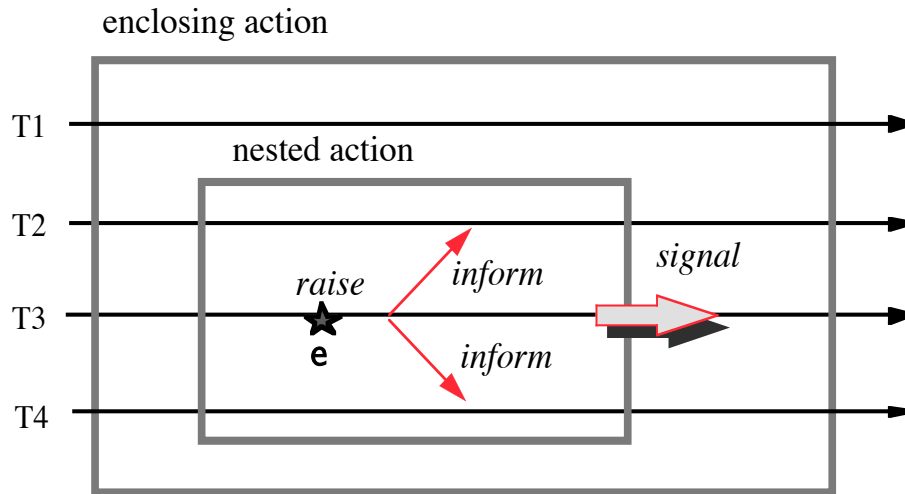 enclosing action
T1
nested action
T2
signal
inform
raise
T3
e
inform
T4